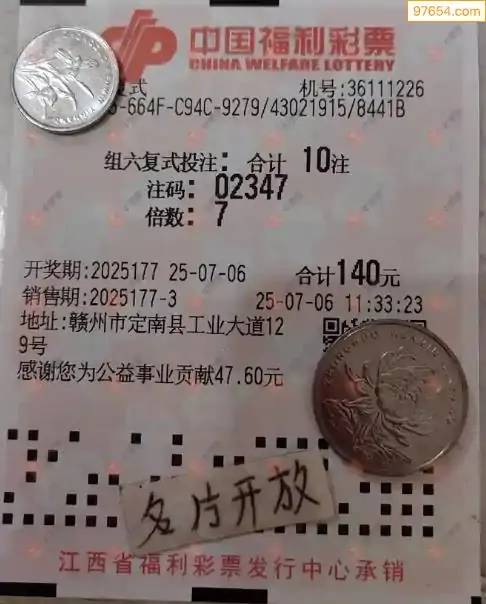 97654.com
中国福利彩票
CHINA WELFARE LOTTERY
复式 机号:36111226
-664F-C94C-9279/43021915/8441B
组六复式投注: 合计 10注
注码: 02347
倍数: 7
开奖期:2025177 25-07-06 合计140元
销售期:2025177-3 25-07-06 11:33:23
地址:赣州市定南县工业大道12
9号
感谢您为公益事业贡献47.60元
名片开放
江西省福利彩票发行中心承销